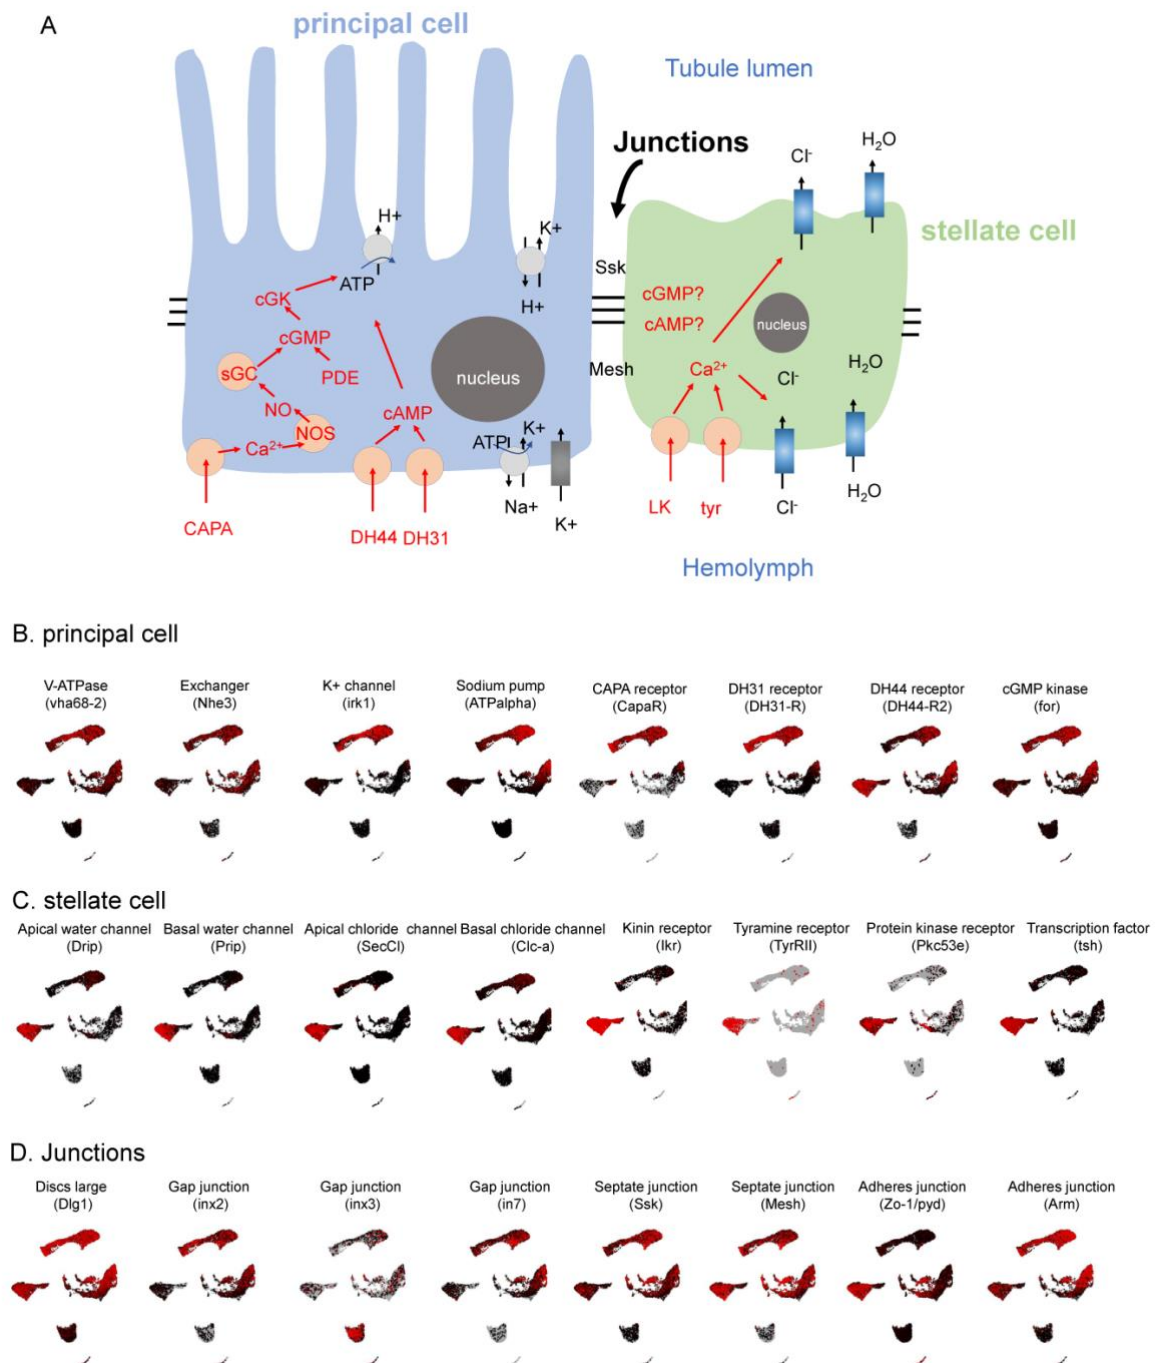 A
principal cell
Tubule lumen
Junctions
Cl-
H2O
stellate cell
H+
K+
ATP
H+
Ssk
cGK
cGMP?
cGMP
cAMP?
nucleus
sGC
PDE
nucleus
Mesh
Ca2+
Cl-
H2O
NO
cAMP
NOS
Ca2+
ATP
K+
CAPA
DH44 DH31
Na+
K+
LK
tyr
Cl-
H2O
Hemolymph
B. principal cell
V-ATPase
(vha68-2)
Exchanger
(Nhe3)
K+ channel
(irk1)
Sodium pump
(ATPalpha)
CAPA receptor
(CapaR)
DH31 receptor
(DH31-R)
DH44 receptor
(DH44-R2)
cGMP kinase
(for)
C. stellate cell
Apical water channel
(Drip)
Basal water channel
(Prip)
Apical chloride channel
(SecCl)
Basal chloride channel
(Clc-a)
Kinin receptor
(lkr)
Tyramine receptor
(TyrRII)
Protein kinase receptor
(Pkc53e)
Transcription factor
(tsh)
D. Junctions
Discs large
(Dlg1)
Gap junction
(inx2)
Gap junction
(inx3)
Gap junction
(in7)
Septate junction
(Ssk)
Septate junction
(Mesh)
Adheres junction
(Zo-1/pyd)
Adheres junction
(Arm)